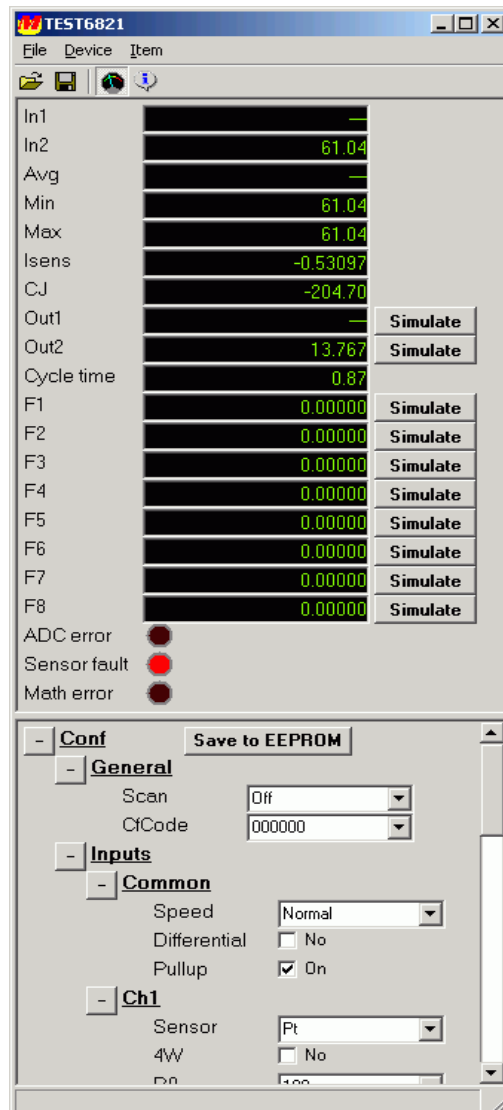 TEST6821
File Device Item
In1 —
In2 61.04
Avg —
Min 61.04
Max 61.04
Isens -0.53097
CJ -204.70
Out1 — Simulate
Out2 13.767 Simulate
Cycle time 0.87
F1 0.00000 Simulate
F2 0.00000 Simulate
F3 0.00000 Simulate
F4 0.00000 Simulate
F5 0.00000 Simulate
F6 0.00000 Simulate
F7 0.00000 Simulate
F8 0.00000 Simulate
ADC error
Sensor fault
Math error
- Conf Save to EEPROM
- General
Scan Off
CfCode 000000
- Inputs
- Common
Speed Normal
Differential No
Pullup On
- Ch1
Sensor Pt
4W No